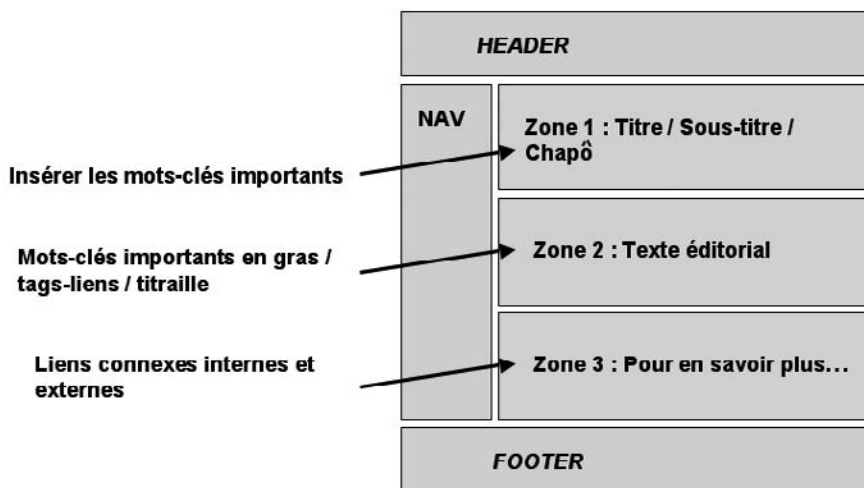 HEADER
NAV
Zone 1 : Titre / Sous-titre /
Chapô
Insérer les mots-clés importants
Mots-clés importants en gras /
tags-liens / titraille
Zone 2 : Texte éditorial
Liens connexes internes et
externes
Zone 3 : Pour en savoir plus…
FOOTER